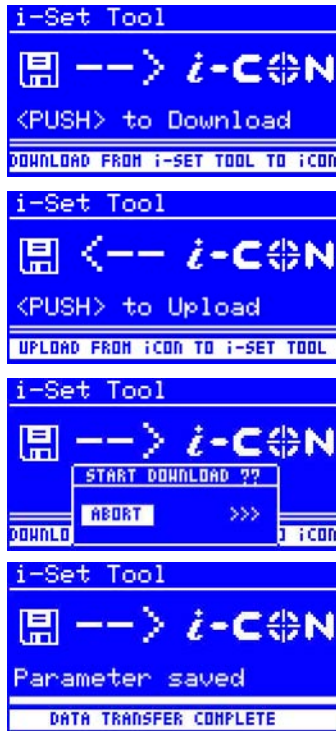 i-Set Tool
--> i-CON
<PUSH> to Download
DOWNLOAD FROM i-SET TOOL TO iCON
i-Set Tool
<-- i-CON
<PUSH> to Upload
UPLOAD FROM iCON TO i-SET TOOL
i-Set Tool
--> i-CON
START DOWNLOAD ??
ABORT >>>
DOWNLO iCON
i-Set Tool
--> i-CON
Parameter saved
DATA TRANSFER COMPLETE